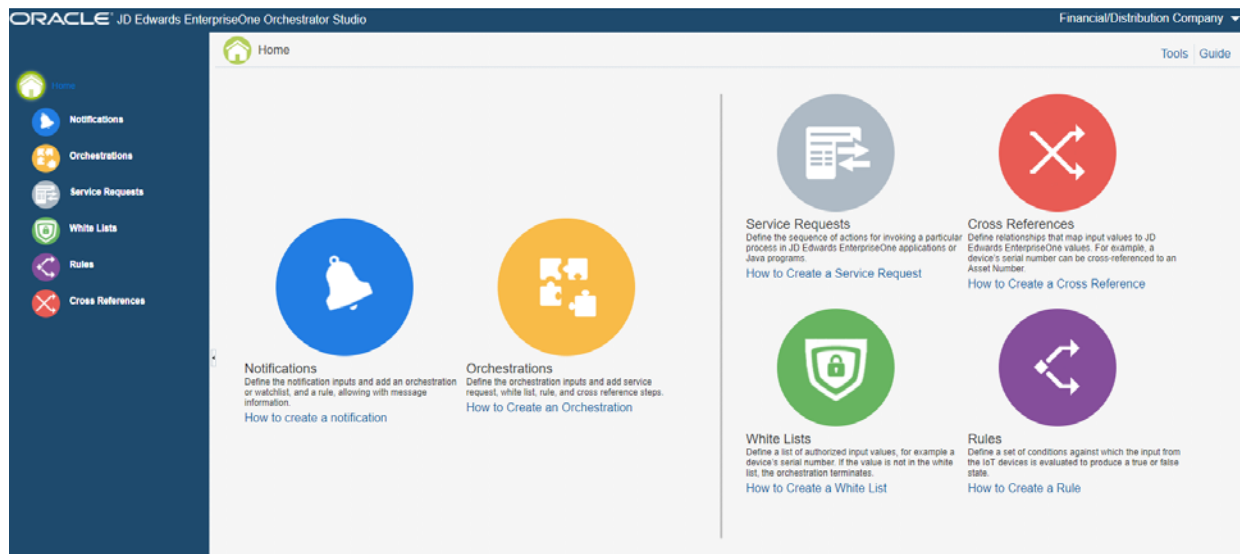 ORACLE JD Edwards EnterpriseOne Orchestrator Studio
Financial/Distribution Company
Home
Tools
Guide
Home
Notifications
Orchestrations
Service Requests
White Lists
Rules
Cross References
Notifications
Define the notification inputs and add an orchestration
or watchlist, and a rule, allowing with message
information.
How to create a notification
Orchestrations
Define the orchestration inputs and add service
request, white list, rule, and cross reference steps.
How to Create an Orchestration
Service Requests
Define the sequence of actions for invoking a particular
process in JD Edwards EnterpriseOne applications or
Java programs.
How to Create a Service Request
Cross References
Define relationships that map input values to JD
Edwards EnterpriseOne values. For example, a
device's serial number can be cross-referenced to an
Asset Number.
How to Create a Cross Reference
White Lists
Define a list of authorized input values, for example a
device's serial number. If the value is not in the white
list, the orchestration terminates.
How to Create a White List
Rules
Define a set of conditions against which the input from
the IoT devices is evaluated to produce a true or false
state.
How to Create a Rule